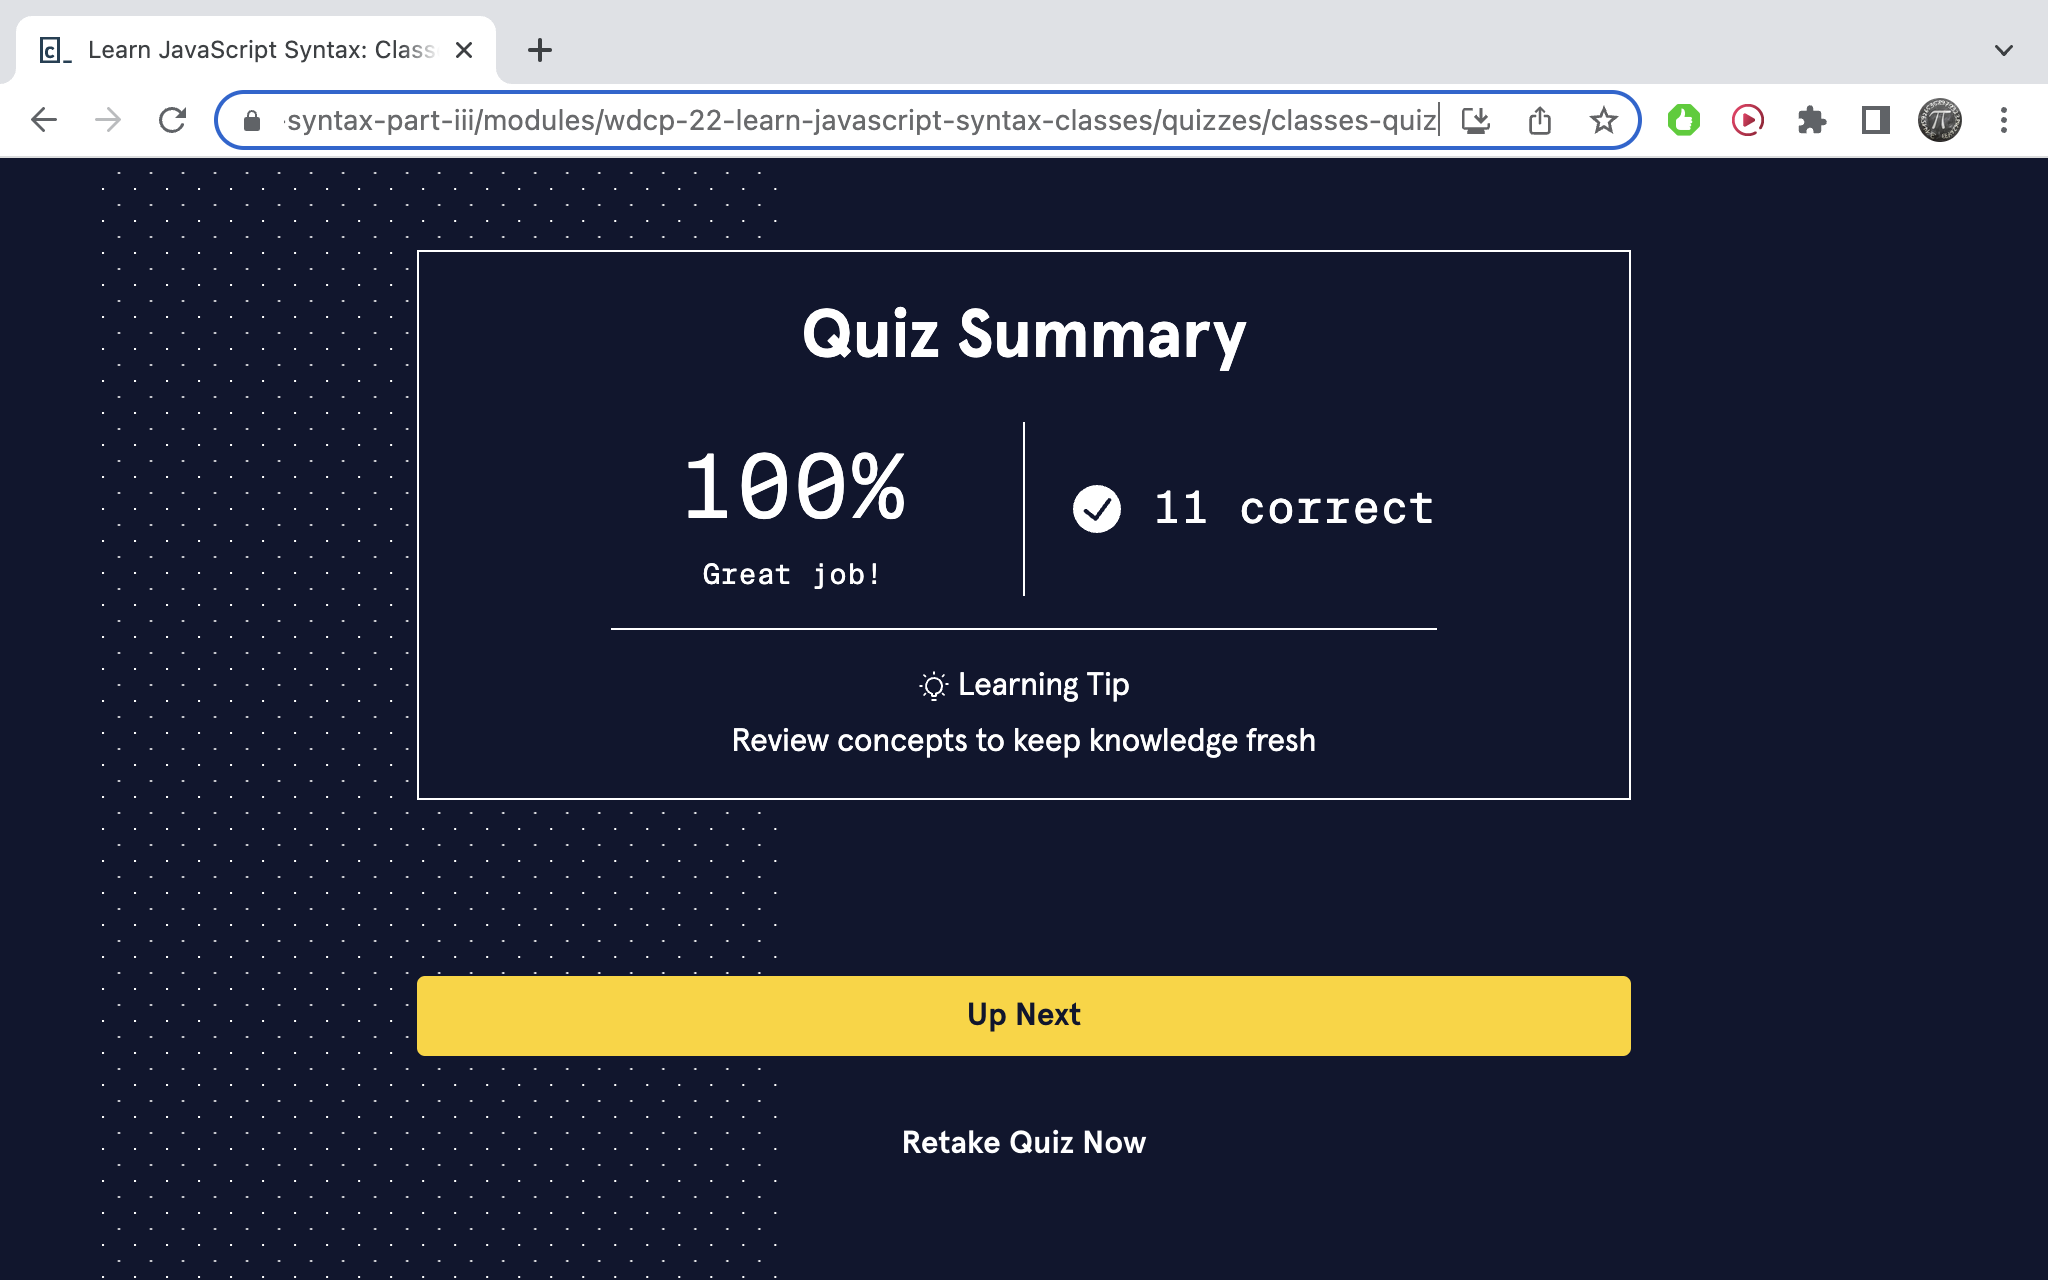 Learn JavaScript Syntax: Class
-syntax-part-iii/modules/wdcp-22-learn-javascript-syntax-classes/quizzes/classes-quiz
Quiz Summary
100%
Great job!
11 correct
Learning Tip
Review concepts to keep knowledge fresh
Up Next
Retake Quiz Now